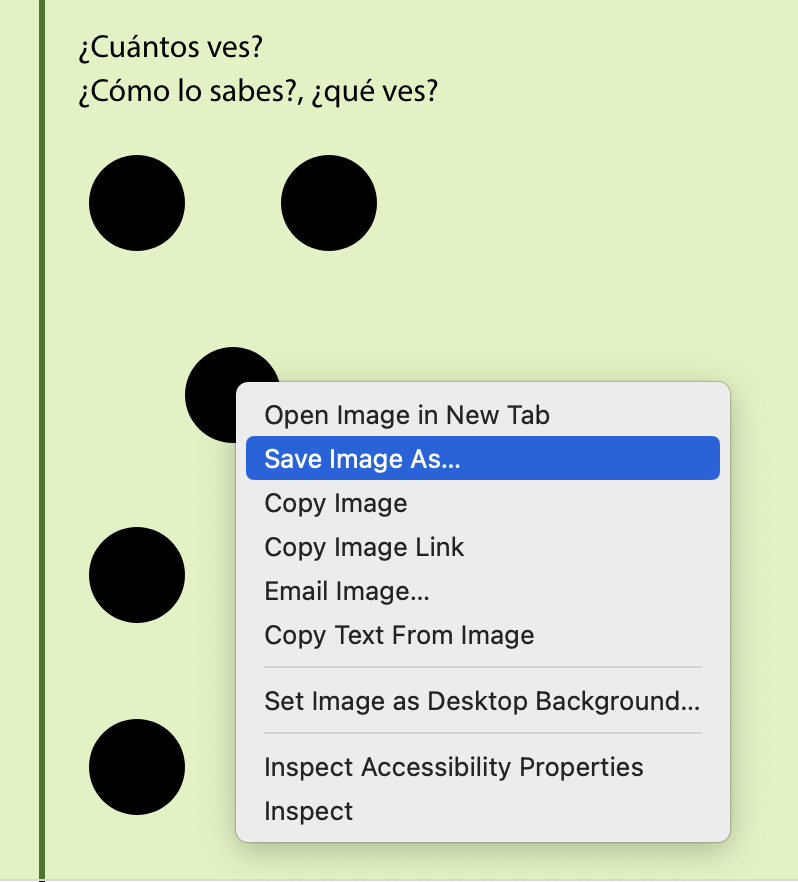 ¿Cuántos ves?
¿Cómo lo sabes?, ¿qué ves?
Open Image in New Tab
Save Image As...
Copy Image
Copy Image Link
Email Image...
Copy Text From Image
Set Image as Desktop Background...
Inspect Accessibility Properties
Inspect